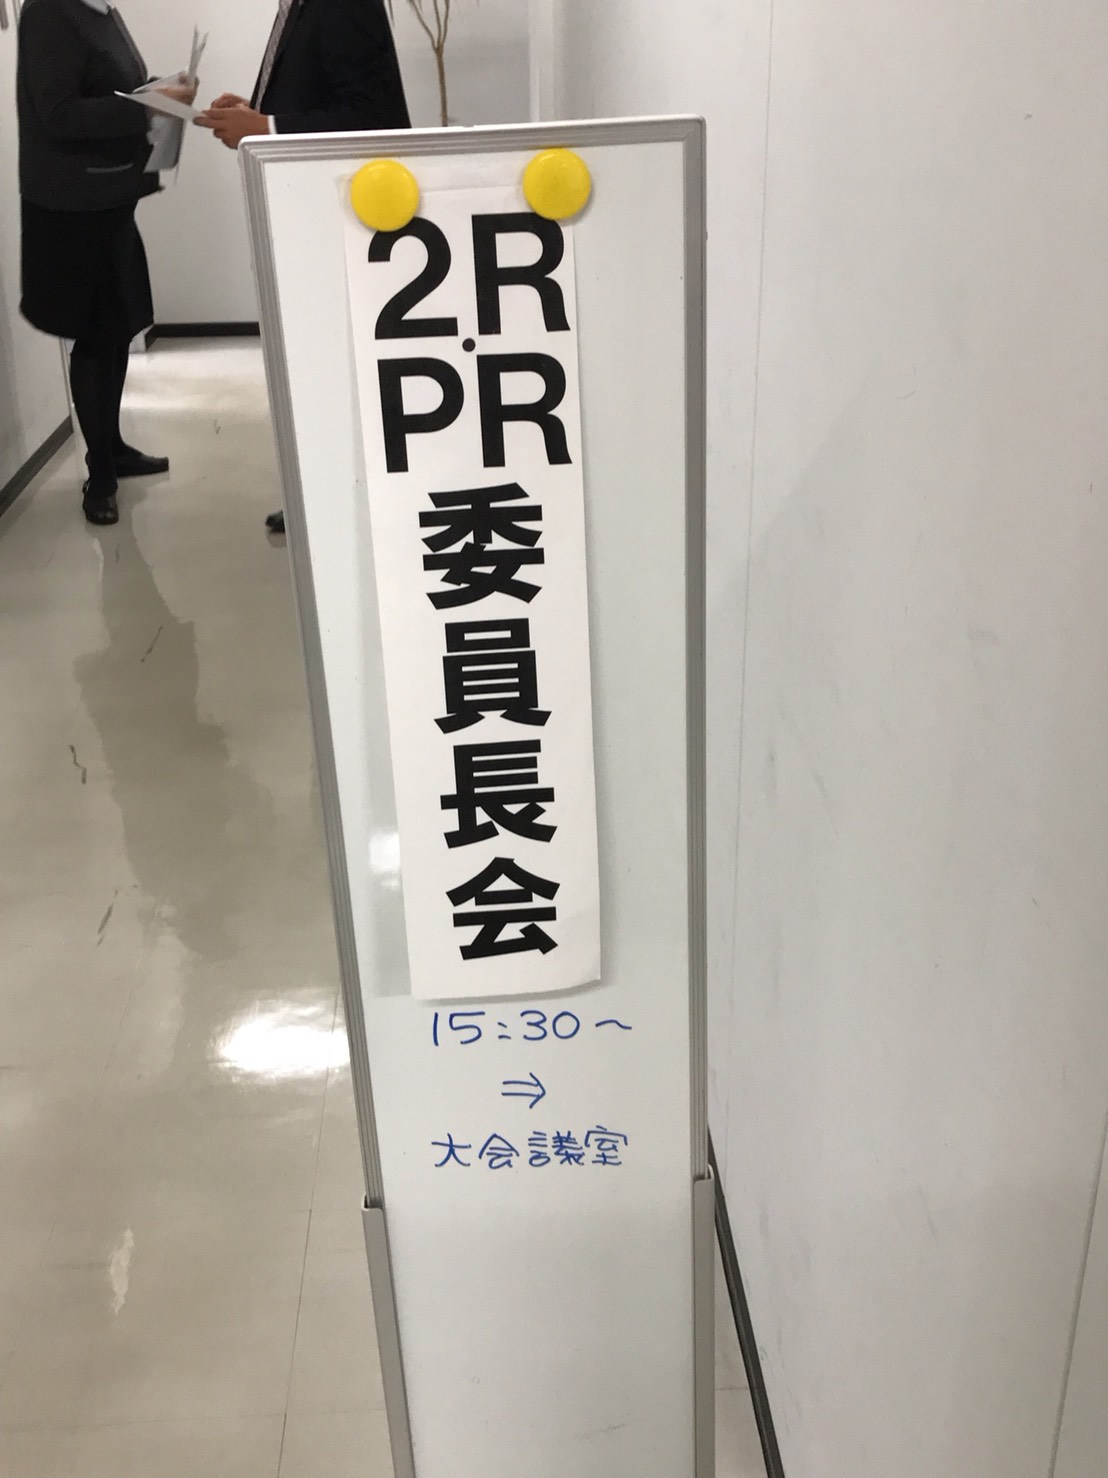 2R
・
PR
委員長会
15:30～
⇒
大会議室